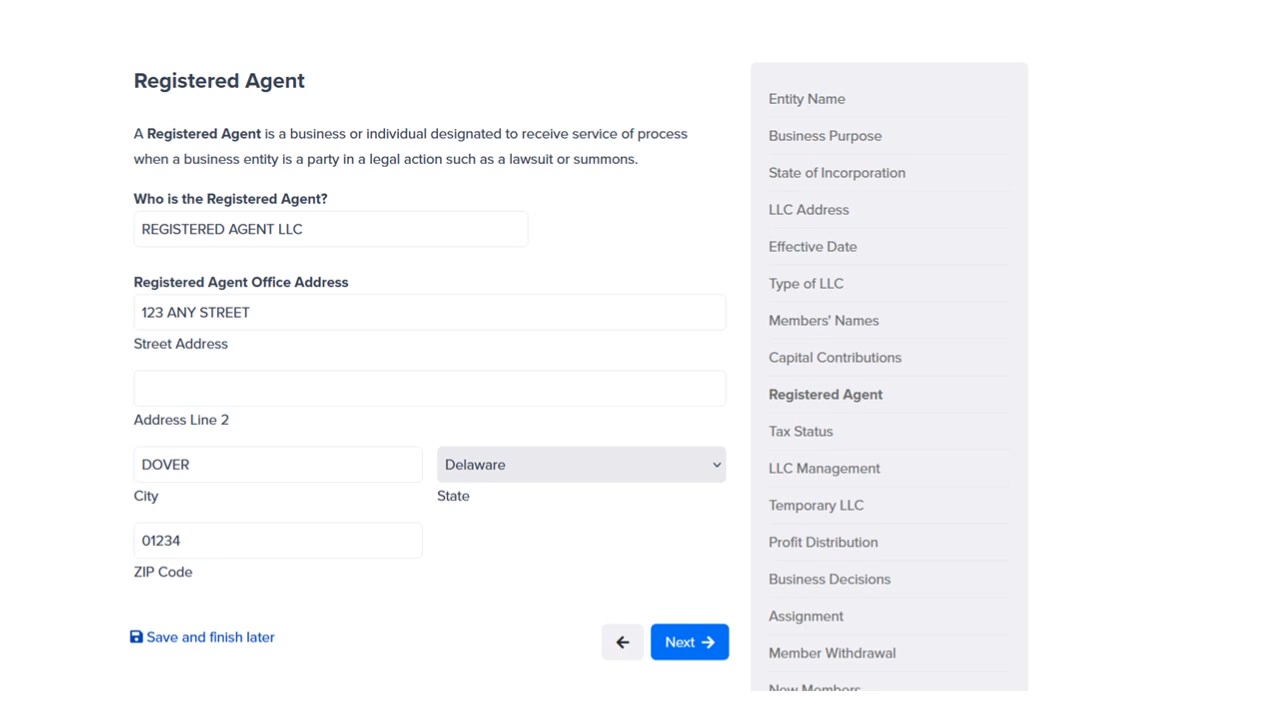 Registered Agent
A Registered Agent is a business or individual designated to receive service of process
when a business entity is a party in a legal action such as a lawsuit or summons.
Who is the Registered Agent?
REGISTERED AGENT LLC
Registered Agent Office Address
123 ANY STREET
Street Address
Address Line 2
DOVER
Delaware
City
State
01234
ZIP Code
Save and finish later
Next
Entity Name
Business Purpose
State of Incorporation
LLC Address
Effective Date
Type of LLC
Members' Names
Capital Contributions
Registered Agent
Tax Status
LLC Management
Temporary LLC
Profit Distribution
Business Decisions
Assignment
Member Withdrawal
New Members